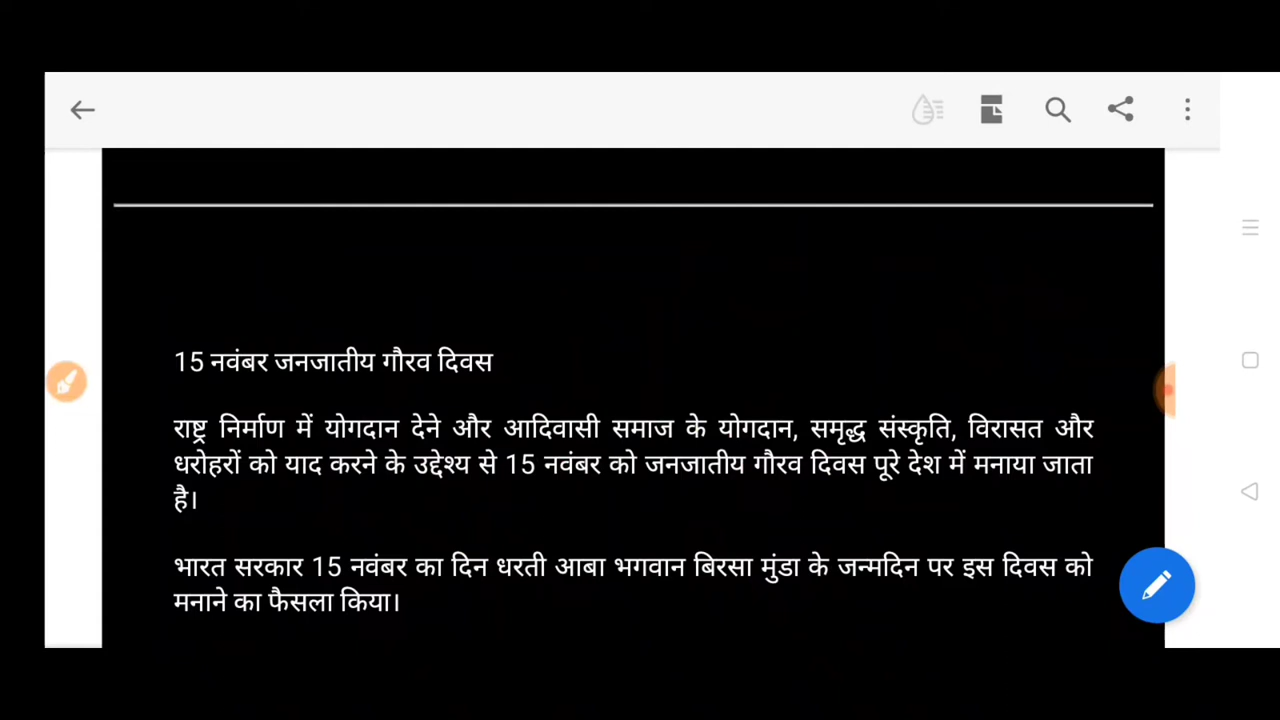 15 नवंबर जनजातीय गौरव दिवस
राष्ट्र निर्माण में योगदान देने और आदिवासी समाज के योगदान, समृद्ध संस्कृति, विरासत और
धरोहरों को याद करने के उद्देश्य से 15 नवंबर को जनजातीय गौरव दिवस पूरे देश में मनाया जाता
है।
भारत सरकार 15 नवंबर का दिन धरती आबा भगवान बिरसा मुंडा के जन्मदिन पर इस दिवस को
मनाने का फैसला किया।